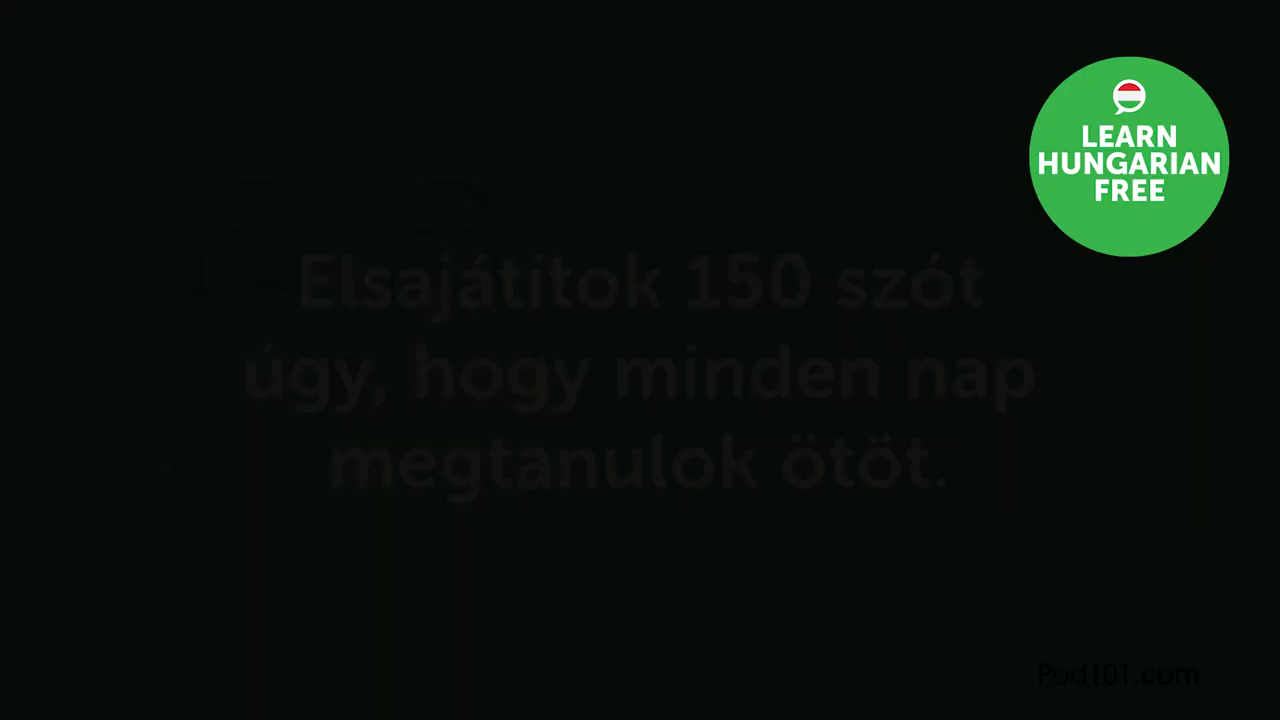 LEARN
HUNGARIAN
FREE
Elsajátítok 150 szót
úgy, hogy minden nap
megtanulok ötöt.
Pod101.com